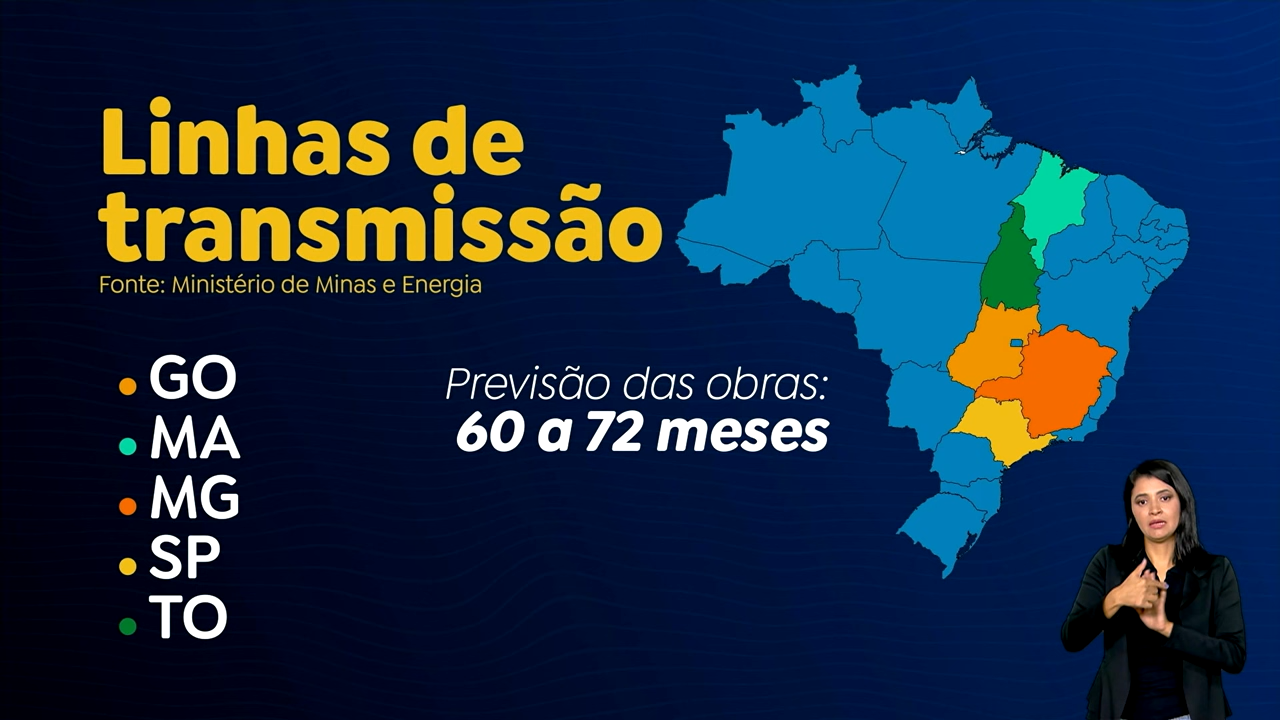 Linhas de
transmissão
Fonte: Ministério de Minas e Energia
GO
MA
MG
SP
TO
Previsão das obras:
60 a 72 meses